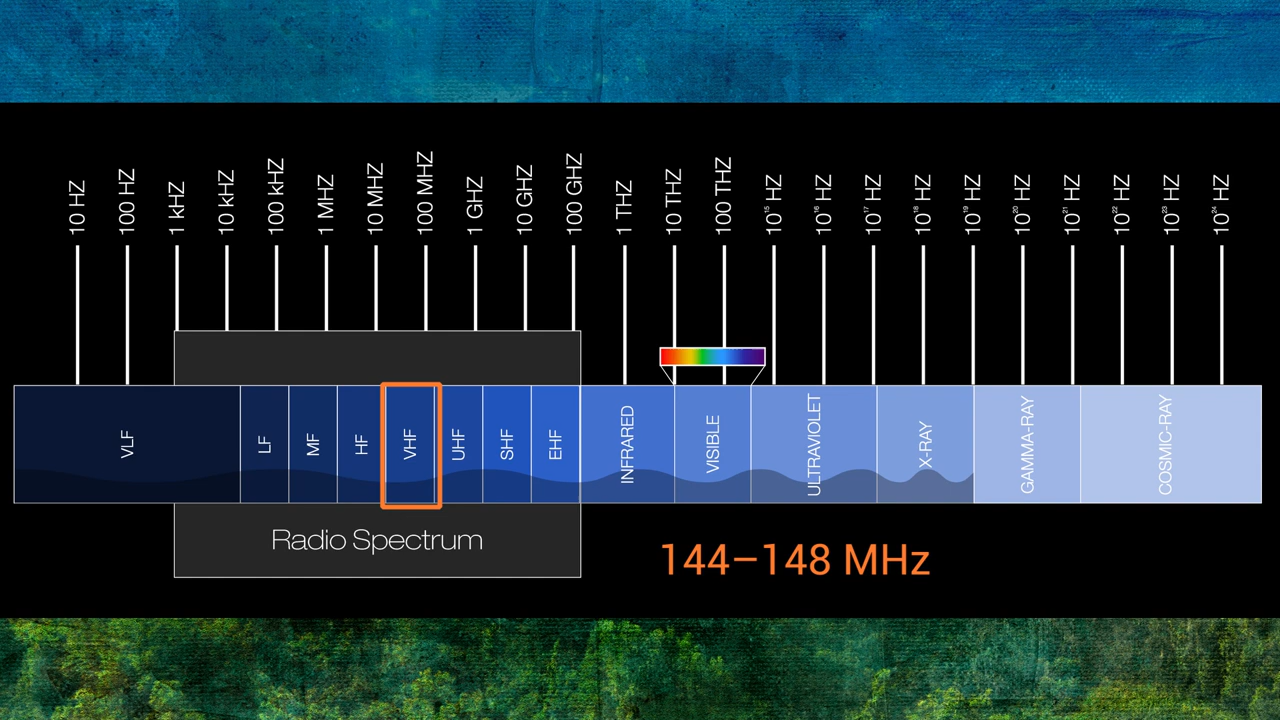 10 HZ
100 HZ
1 kHZ
10 kHZ
100 kHZ
1 MHZ
10 MHZ
100 MHZ
1 GHZ
10 GHZ
100 GHZ
1 THZ
10 THZ
100 THZ
10¹⁵ HZ
10¹⁶ HZ
10¹⁷ HZ
10¹⁸ HZ
10¹⁹ HZ
10²⁰ HZ
10²¹ HZ
10²² HZ
10²³ HZ
10²⁴ HZ
VLF
LF
MF
HF
VHF
UHF
SHF
EHF
INFRARED
VISIBLE
ULTRAVIOLET
X-RAY
GAMMA-RAY
COSMIC-RAY
Radio Spectrum
144–148 MHz